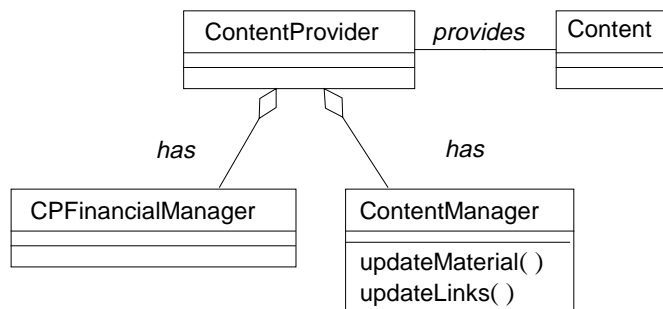 ContentProvider
provides
Content
has
has
CPFinancialManager
ContentManager
updateMaterial( )
updateLinks( )